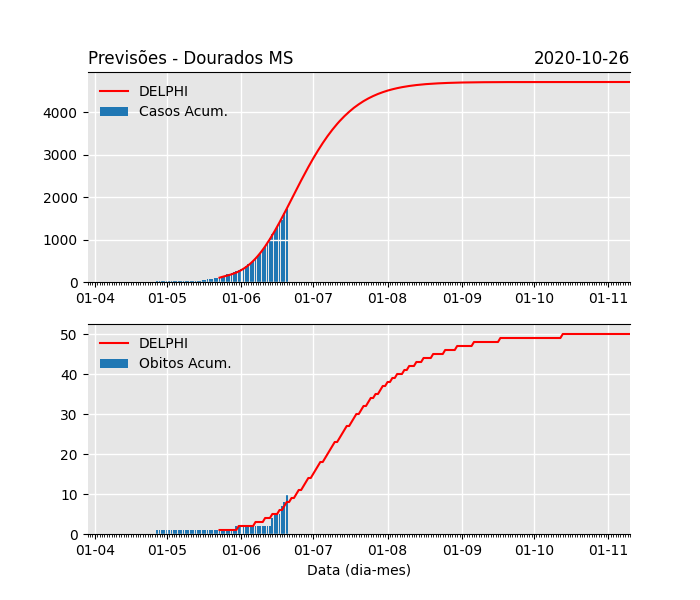 Previsões - Dourados MS 2020-10-26
DELPHI
Casos Acum.
4000
3000
2000
1000
0
01-04 01-05 01-06 01-07 01-08 01-09 01-10 01-11
DELPHI
Obitos Acum.
50
40
30
20
10
0
01-04 01-05 01-06 01-07 01-08 01-09 01-10 01-11
Data (dia-mes)